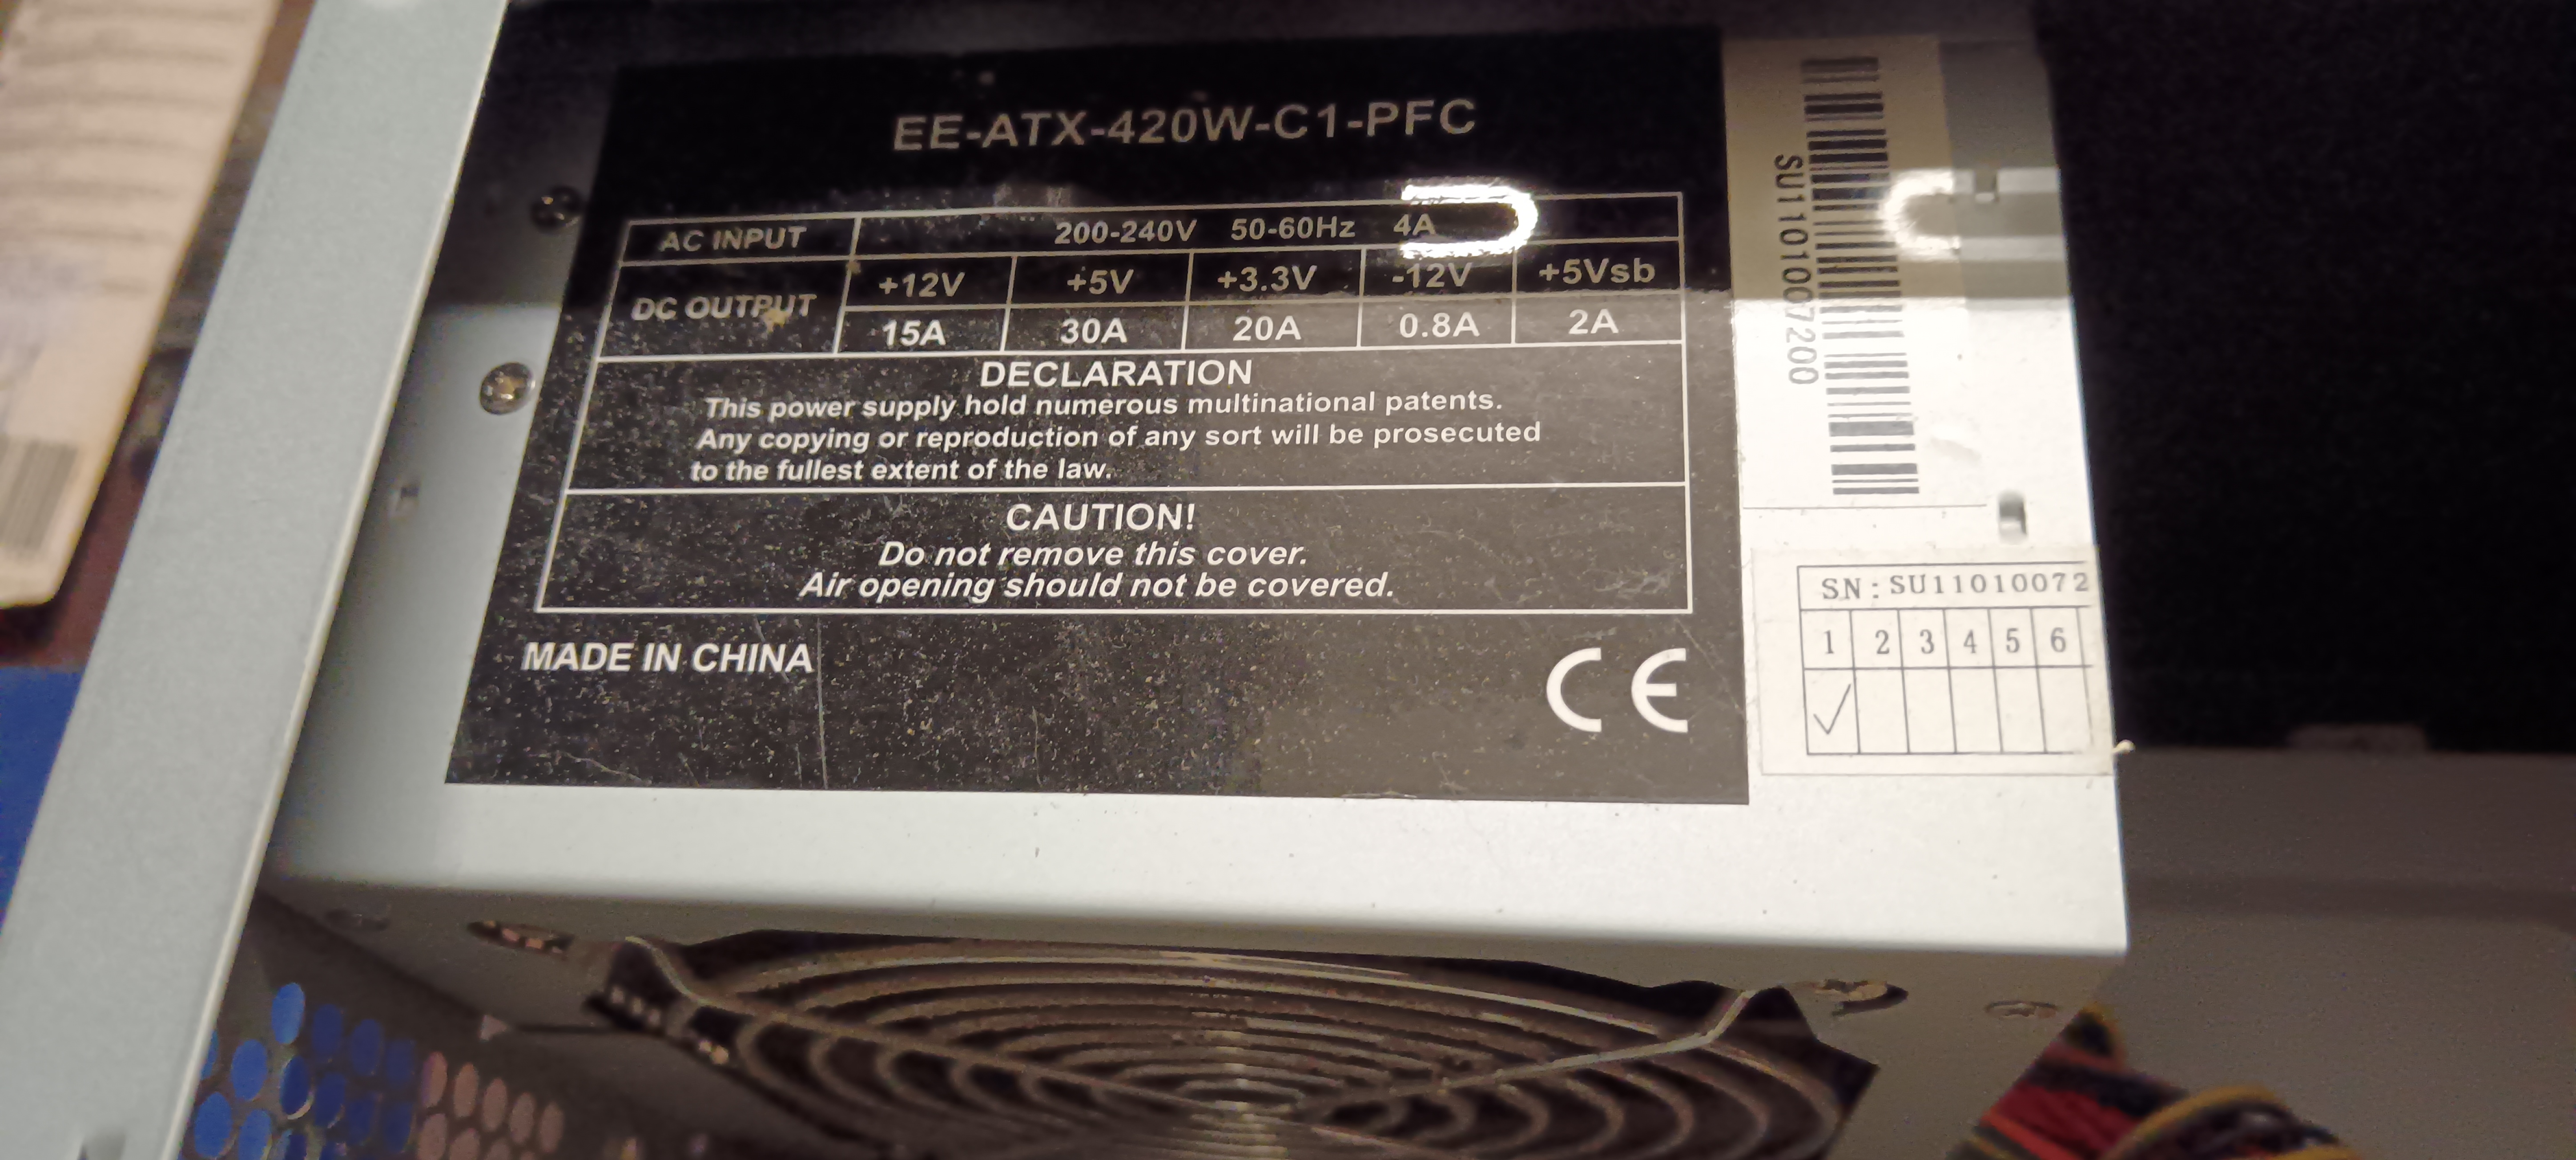 EE-ATX-420W-C1-PFC
AC INPUT 200-240V 50-60Hz 4A
DC OUTPUT +12V +5V +3.3V -12V +5Vsb
15A 30A 20A 0.8A 2A
DECLARATION
This power supply hold numerous multinational patents.
Any copying or reproduction of any sort will be prosecuted
to the fullest extent of the law.
CAUTION!
Do not remove this cover.
Air opening should not be covered.
MADE IN CHINA
CE
SU1101007200
SN:SU11010072
1 2 3 4 5 6